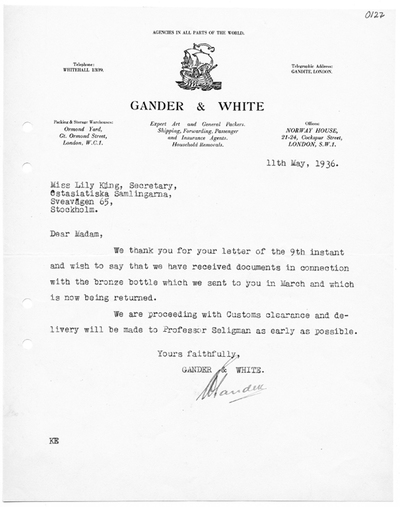 0122
AGENCIES IN ALL PARTS OF THE WORLD.
Telephone:
WHITEHALL
Telegraphic Address:
GANDITE, LONDON.
GANDER & WHITE
Packing & Storage Warehouses:
Ormond Yard,
Gt. Ormond Street,
London, W.C.1.
Expert Art and General Packers.
Shipping, Forwarding, Passenger
and Insurance Agents.
Household Removals.
Offices:
NORWAY HOUSE,
21-24, Cockspur Street,
LONDON, S.W.1.
11th May, 1936.
Miss Lily King, Secretary,
Ostasiatiska Samlingarna,
Sveavägen 65,
Stockholm.
Dear Madam,
We thank you for your letter of the 9th instant
and wish to say that we have received documents in connection
with the bronze bottle which we sent to you in March and which
is now being returned.
We are proceeding with Customs clearance and de-
livery will be made to Professor Seligman as early as possible.
Yours faithfully,
GANDER & WHITE.
Gander
KE